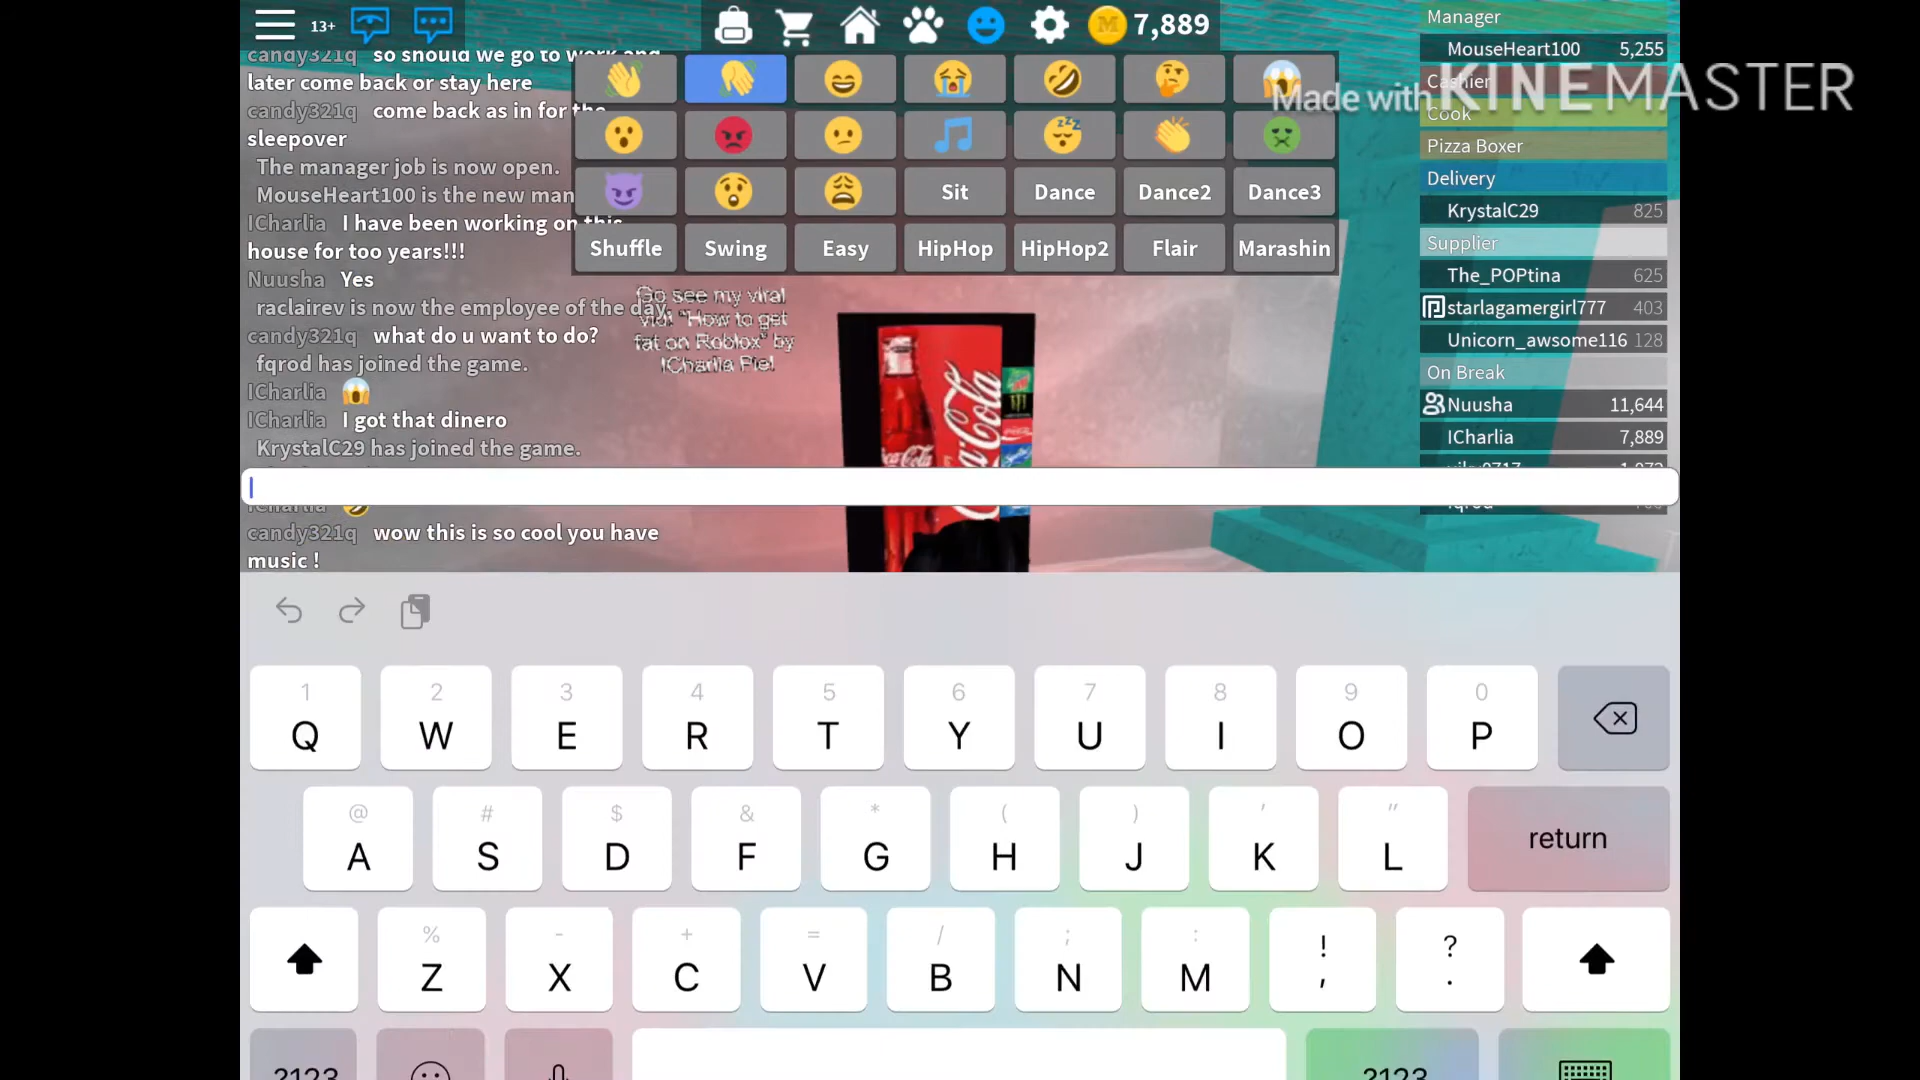 13+
7,889
candy321q so should we go to work and
later come back or stay here
candy321q come back as in for the
sleepover
The manager job is now open.
MouseHeart100 is the new man
ICharlia I have been working on this
house for too years!!!
Nuusha Yes
raclairev is now the employee of the day.
candy321q what do u want to do?
fqrod has joined the game.
ICharlia 😱
ICharlia I got that dinero
KrystalC29 has joined the game.
ICharlia 🤣
candy321q wow this is so cool you have
music !
Sit Dance Dance2 Dance3
Shuffle Swing Easy HipHop HipHop2 Flair Marashin
Go see my viral
vid: "How to get
fat on Roblox" by
ICharlia Ple!
Coca-Cola
Manager
MouseHeart100 5,255
Cashier
Cook
Pizza Boxer
Delivery
KrystalC29 825
Supplier
The_POPtina 625
starlagamergirl777 403
Unicorn_awsome116 128
On Break
Nuusha 11,644
ICharlia 7,889
fqrod
Made with KINEMASTER
1 2 3 4 5 6 7 8 9 0
Q W E R T Y U I O P
@ # $ & * ( ) ' "
A S D F G H J K L return
% - + = / ; : ! ?
Z X C V B N M , .
.?123 .?123